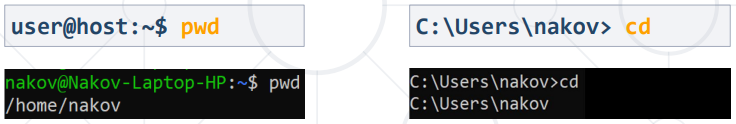 user@host:~$ pwd
C:\Users\nakov> cd
nakov@Nakov-Laptop-HP:~$ pwd
/home/nakov
C:\Users\nakov>cd
C:\Users\nakov